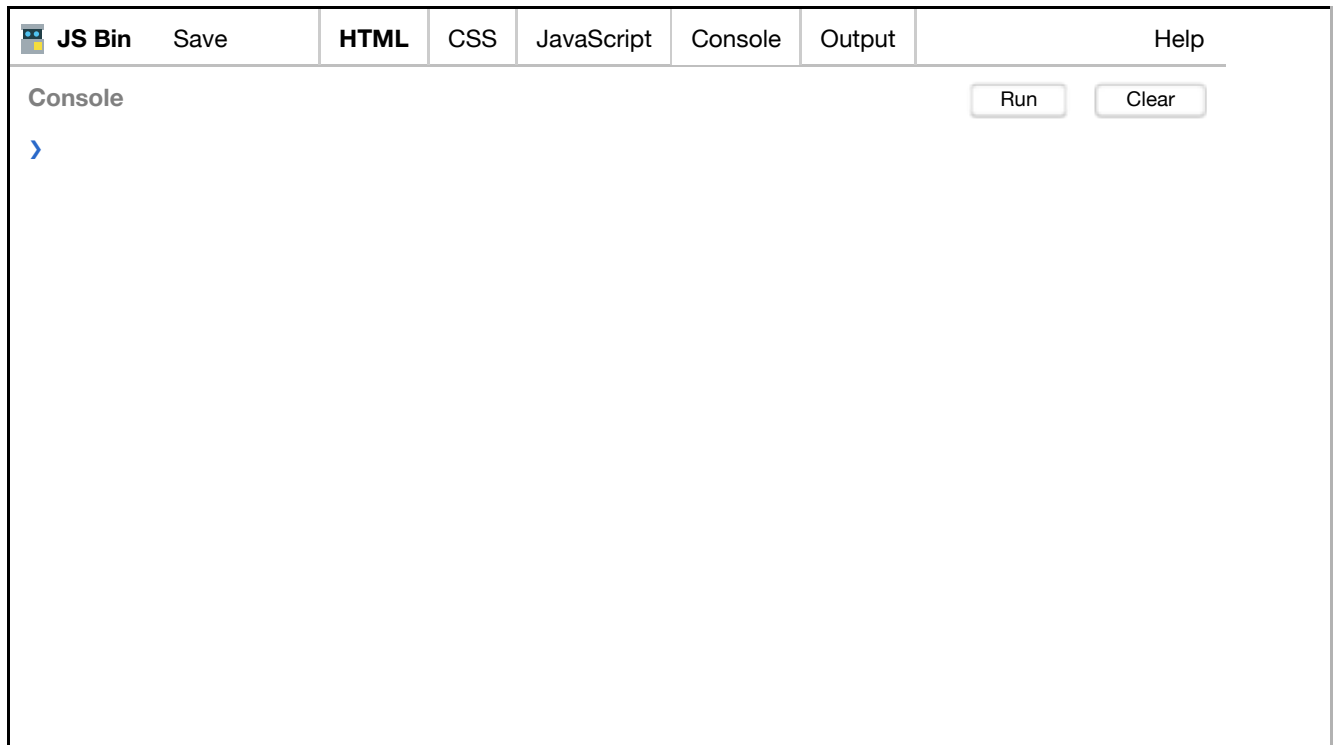 JS Bin Save HTML CSS JavaScript Console Output Help
Console Run Clear
❯